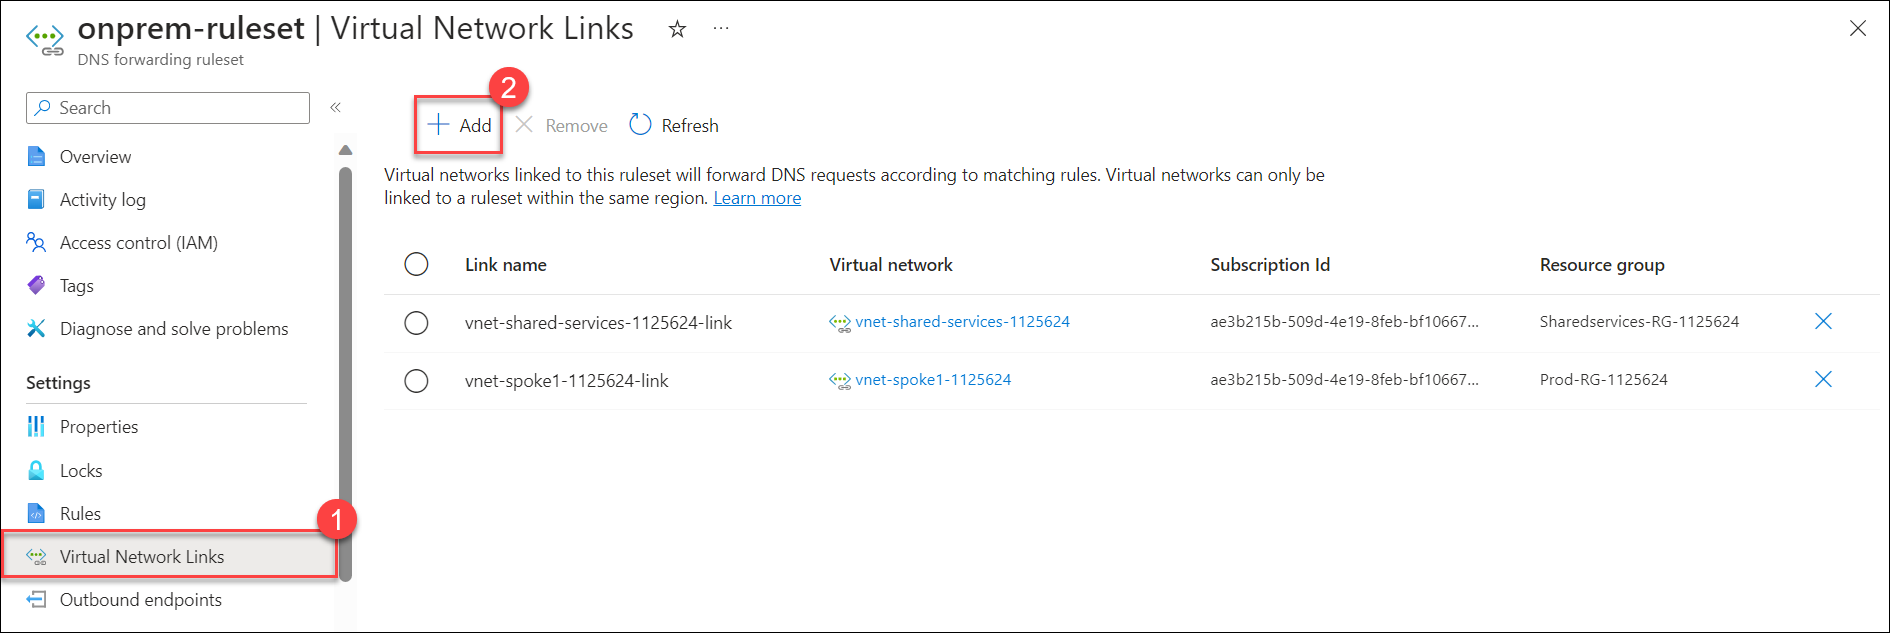 onprem-ruleset | Virtual Network Links
DNS forwarding ruleset
Search
Overview
Activity log
Access control (IAM)
Tags
Diagnose and solve problems
Settings
Properties
Locks
Rules
1
Virtual Network Links
Outbound endpoints
2
Add Remove Refresh
Virtual networks linked to this ruleset will forward DNS requests according to matching rules. Virtual networks can only be
linked to a ruleset within the same region. Learn more
Link name Virtual network Subscription Id Resource group
vnet-shared-services-1125624-link vnet-shared-services-1125624 ae3b215b-509d-4e19-8feb-bf10667... Sharedservices-RG-1125624
vnet-spoke1-1125624-link vnet-spoke1-1125624 ae3b215b-509d-4e19-8feb-bf10667... Prod-RG-1125624